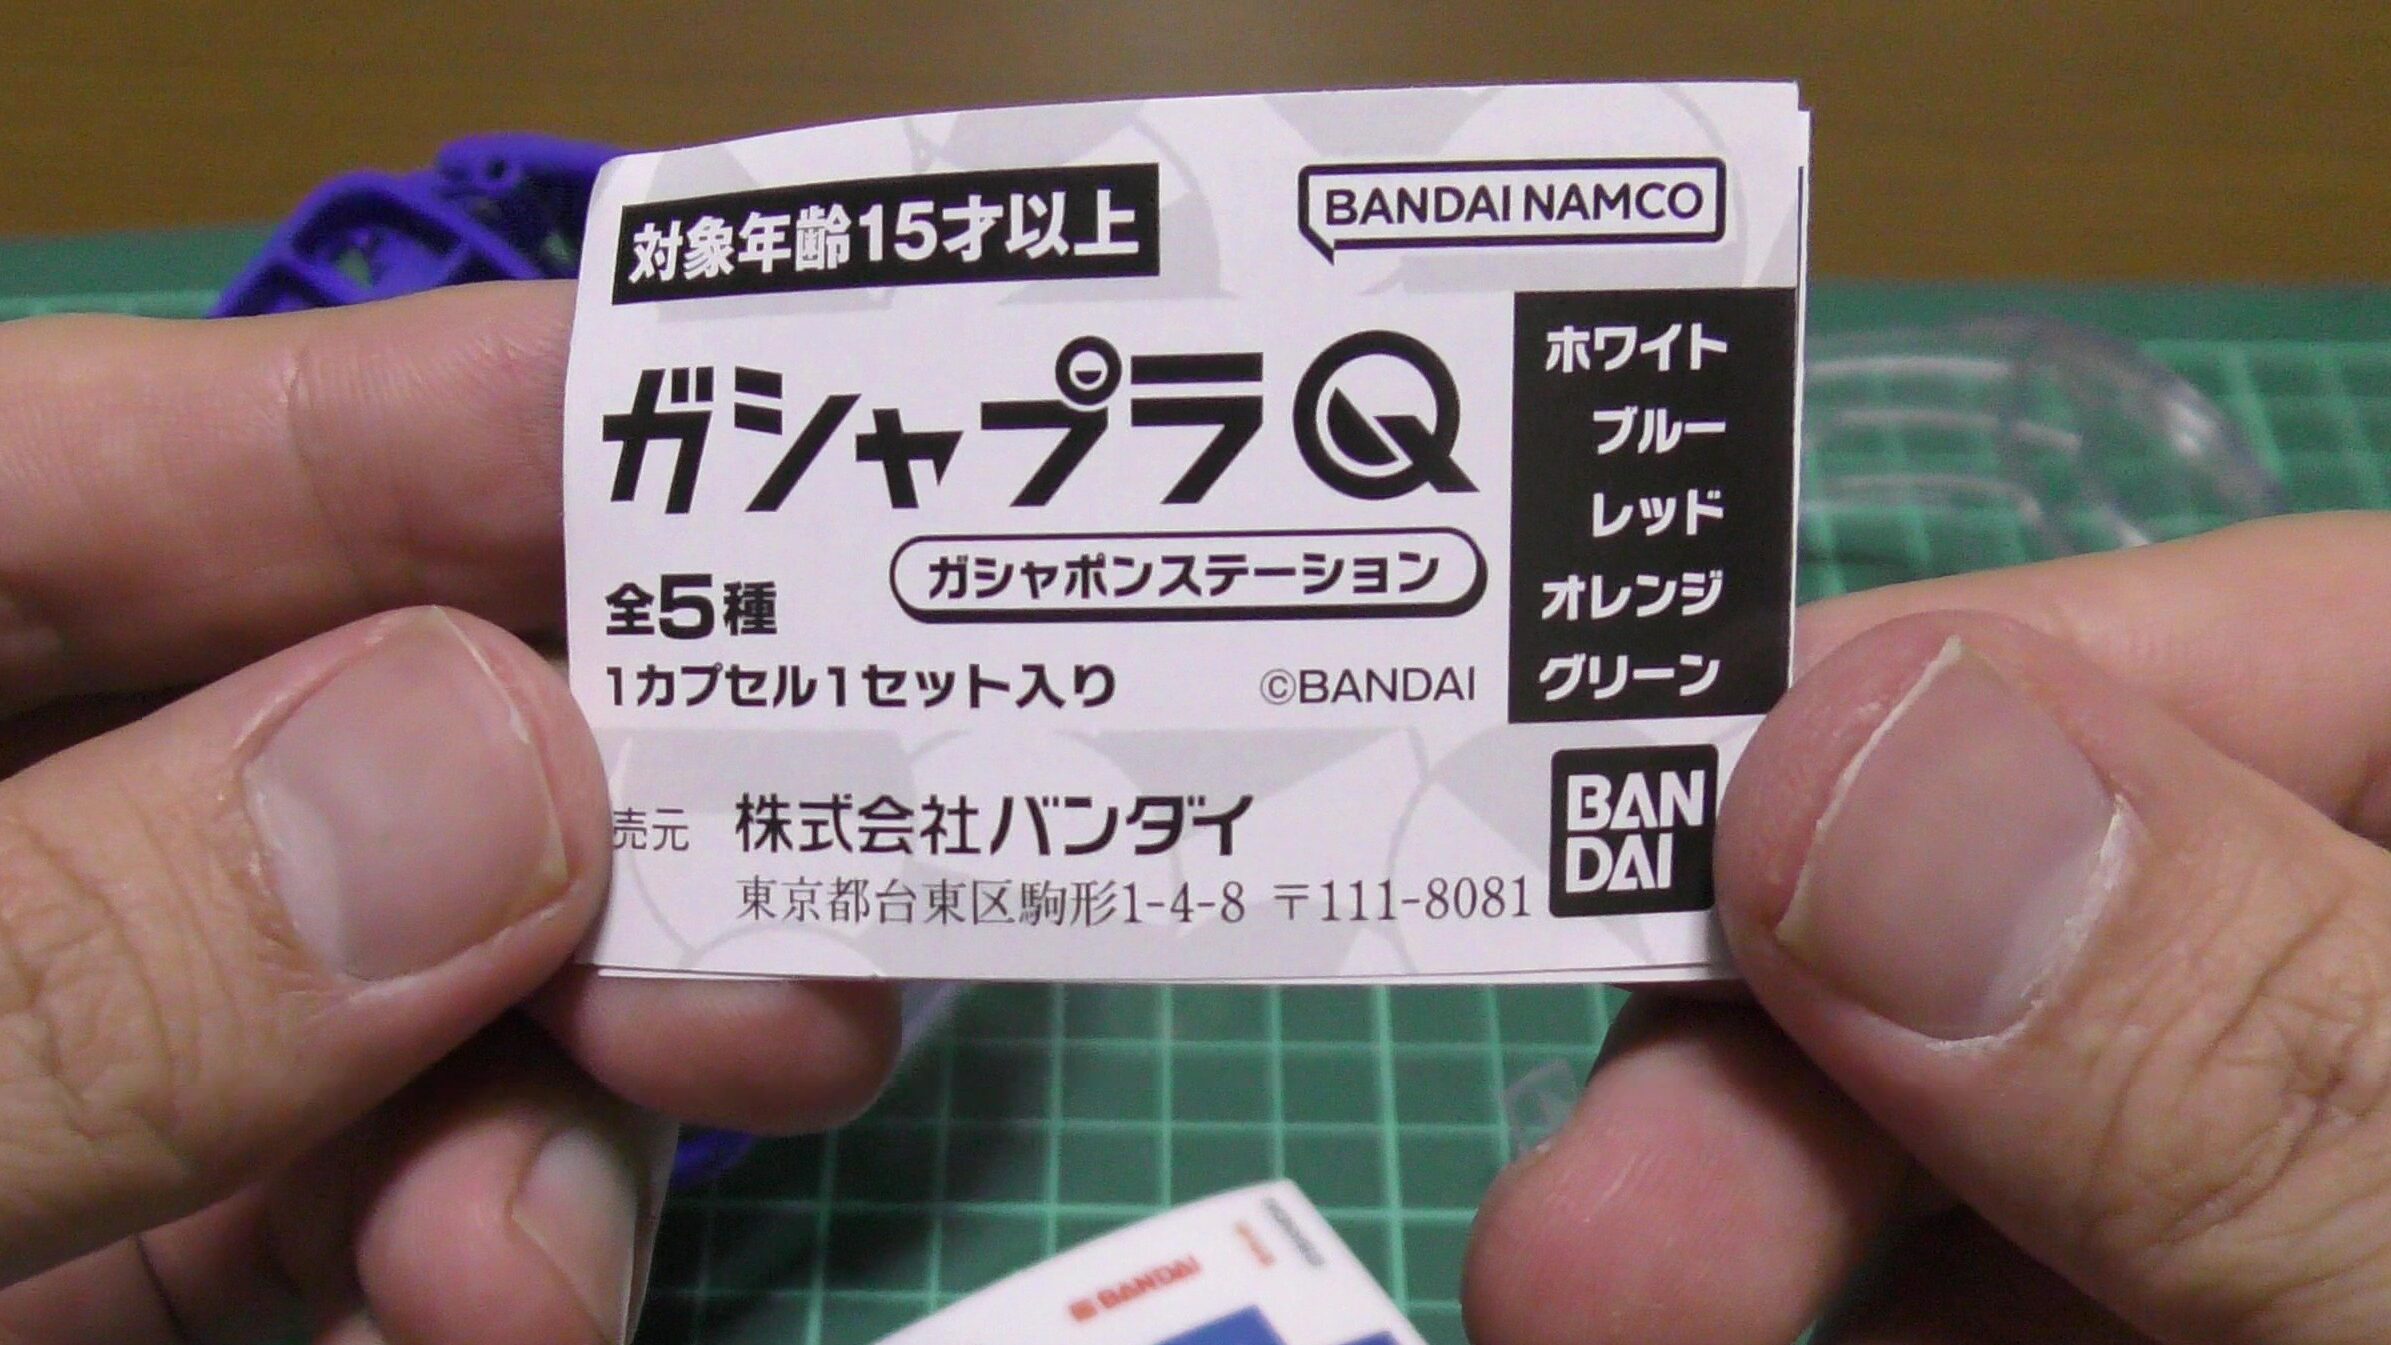 対象年齢15才以上
BANDAI NAMCO
ガシャプラQ
ガシャポンステーション
全5種
1カプセル1セット入り
©BANDAI
ホワイト
ブルー
レッド
オレンジ
グリーン
売元 株式会社バンダイ
東京都台東区駒形1-4-8 〒111-8081
BAN
DAI
BANDAI